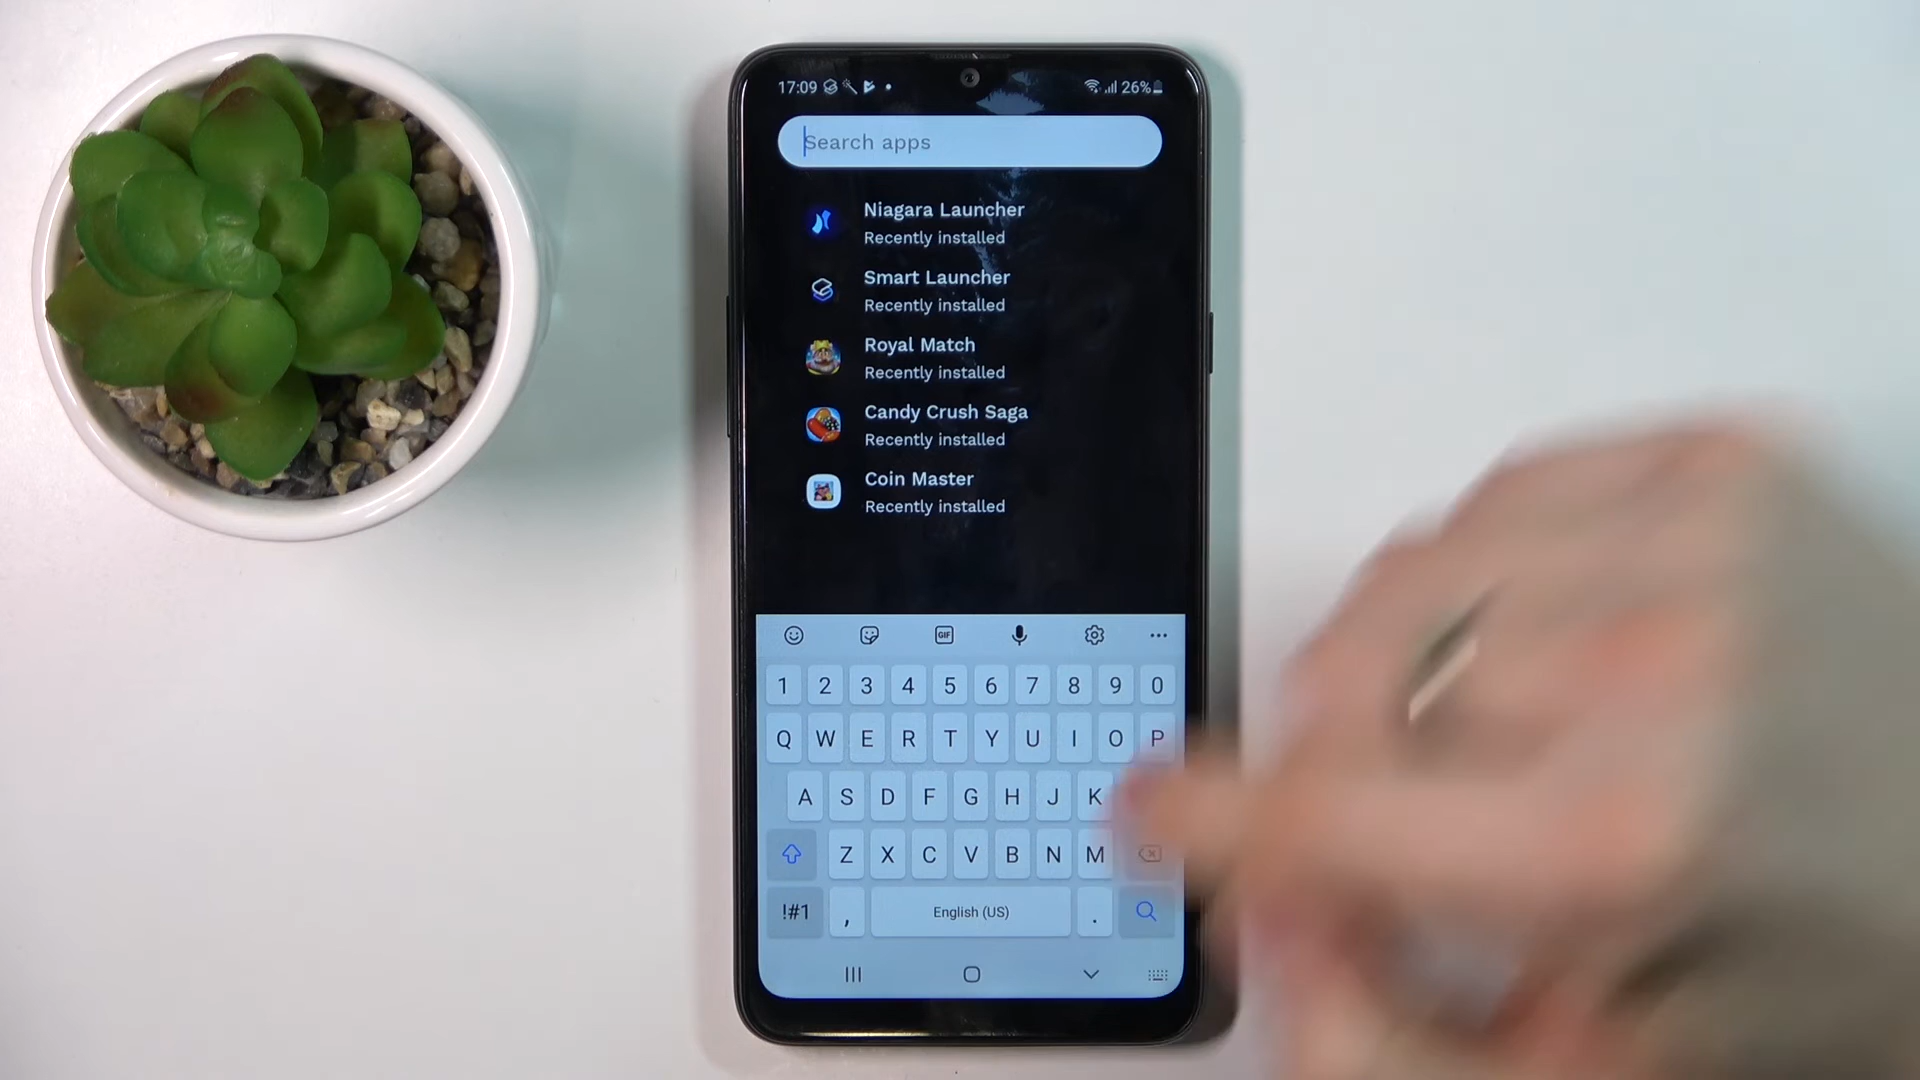 17:09 26%
Search apps
Niagara Launcher
Recently installed
Smart Launcher
Recently installed
Royal Match
Recently installed
Candy Crush Saga
Recently installed
Coin Master
Recently installed
GIF
1 2 3 4 5 6 7 8 9 0
Q W E R T Y U I O P
A S D F G H J K
Z X C V B N M
!#1 , English (US) .